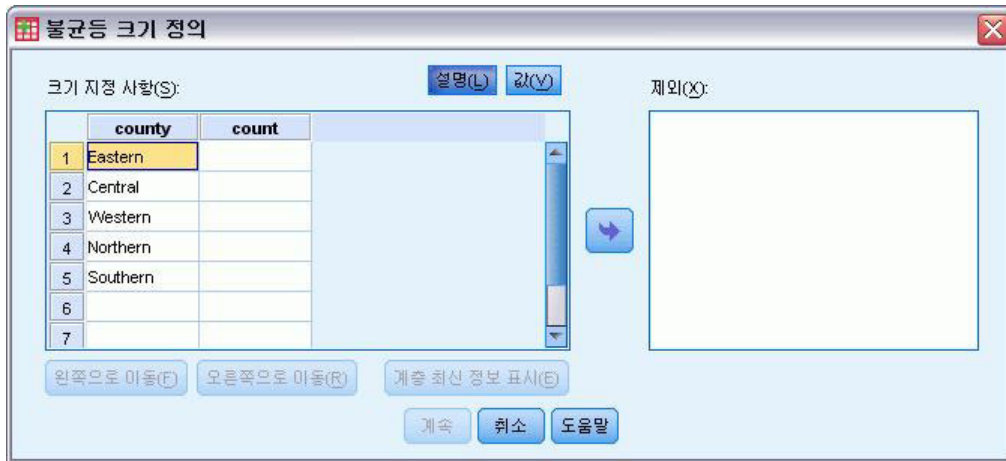 불균등 크기 정의
크기 지정 사항(S):
설명(L)
값(V)
제외(X):
county count
1 Eastern
2 Central
3 Western
4 Northern
5 Southern
6
7
왼쪽으로 이동(F) 오른쪽으로 이동(R) 계층 최신 정보 표시(E)
계속 취소 도움말